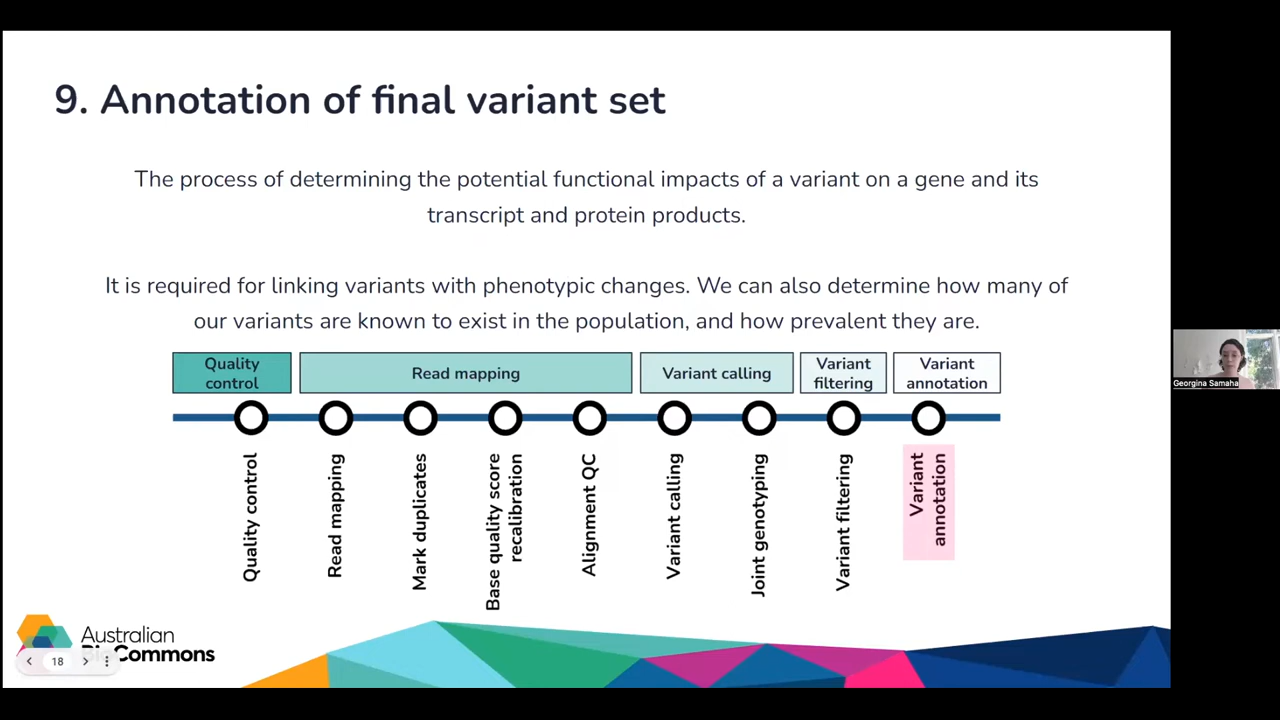 9. Annotation of final variant set
The process of determining the potential functional impacts of a variant on a gene and its
transcript and protein products.
It is required for linking variants with phenotypic changes. We can also determine how many of
our variants are known to exist in the population, and how prevalent they are.
Quality
control
Read mapping
Variant calling
Variant
filtering
Variant
annotation
Quality control
Read mapping
Mark duplicates
Base quality score
recalibration
Alignment QC
Variant calling
Joint genotyping
Variant filtering
Variant
annotation
Georgina Samaha
Australian
BioCommons
18